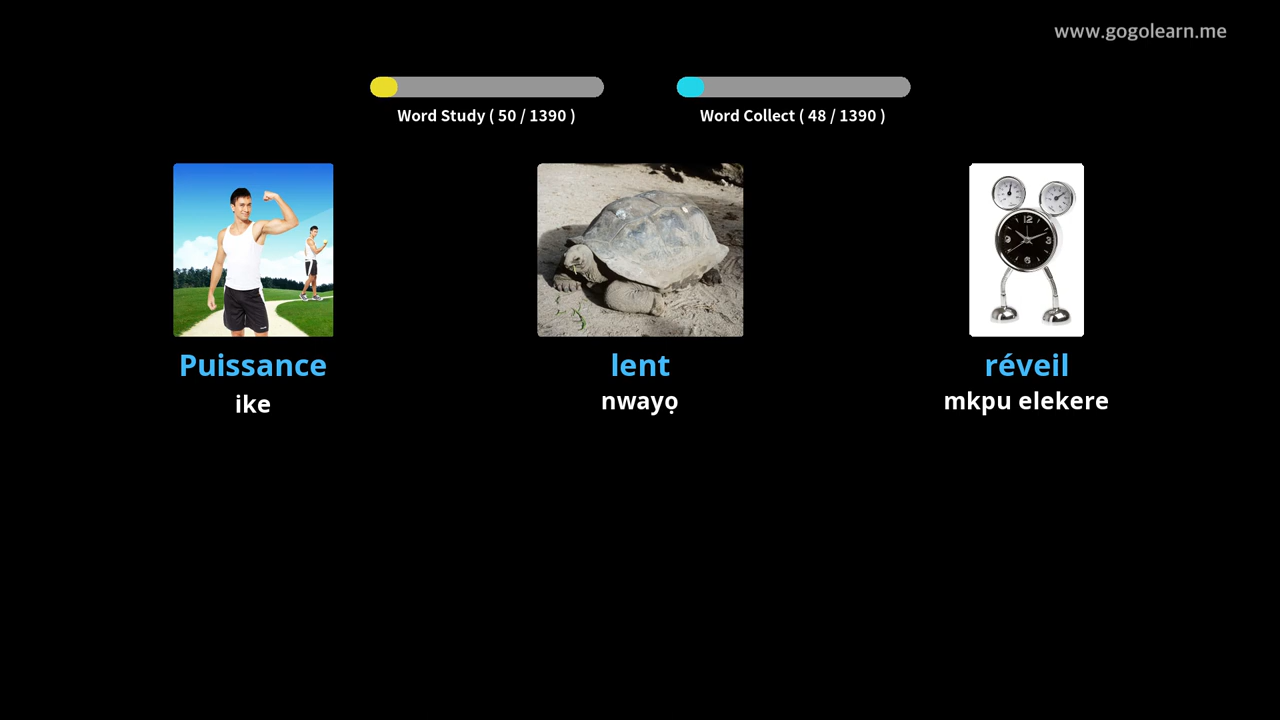 www.gogolearn.me
Word Study ( 50 / 1390 )
Word Collect ( 48 / 1390 )
Puissance
ike
lent
nwayọ
réveil
mkpu elekere